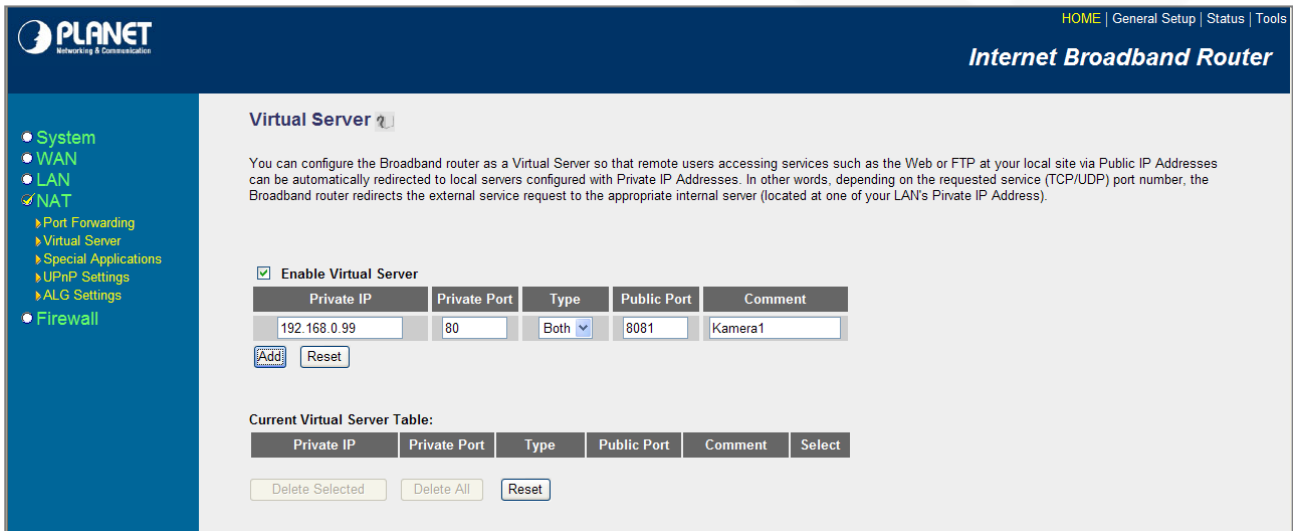 PLANET
Networking & Communication
HOME | General Setup | Status | Tools
Internet Broadband Router
System
WAN
LAN
NAT
Port Forwarding
Virtual Server
Special Applications
UPnP Settings
ALG Settings
Firewall
Virtual Server
You can configure the Broadband router as a Virtual Server so that remote users accessing services such as the Web or FTP at your local site via Public IP Addresses
can be automatically redirected to local servers configured with Private IP Addresses. In other words, depending on the requested service (TCP/UDP) port number, the
Broadband router redirects the external service request to the appropriate internal server (located at one of your LAN's Pirvate IP Address).
Enable Virtual Server
Private IP Private Port Type Public Port Comment
192.168.0.99 80 Both 8081 Kamera1
Add Reset
Current Virtual Server Table:
Private IP Private Port Type Public Port Comment Select
Delete Selected Delete All Reset